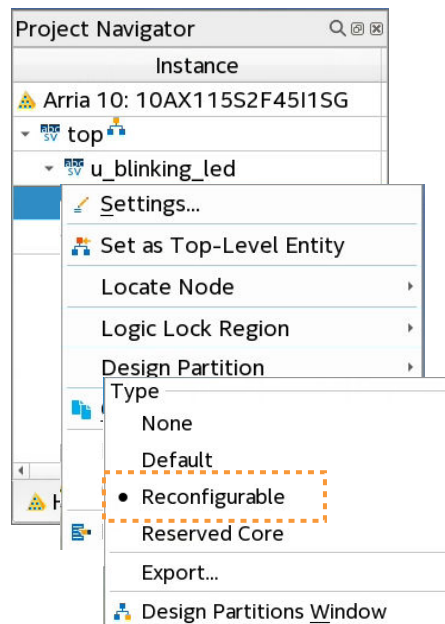 Project Navigator
Instance
Arria 10: 10AX115S2F45I1SG
top
u_blinking_led
Settings...
Set as Top-Level Entity
Locate Node
Logic Lock Region
Design Partition
Type
None
Default
Reconfigurable
Reserved Core
Export...
Design Partitions Window